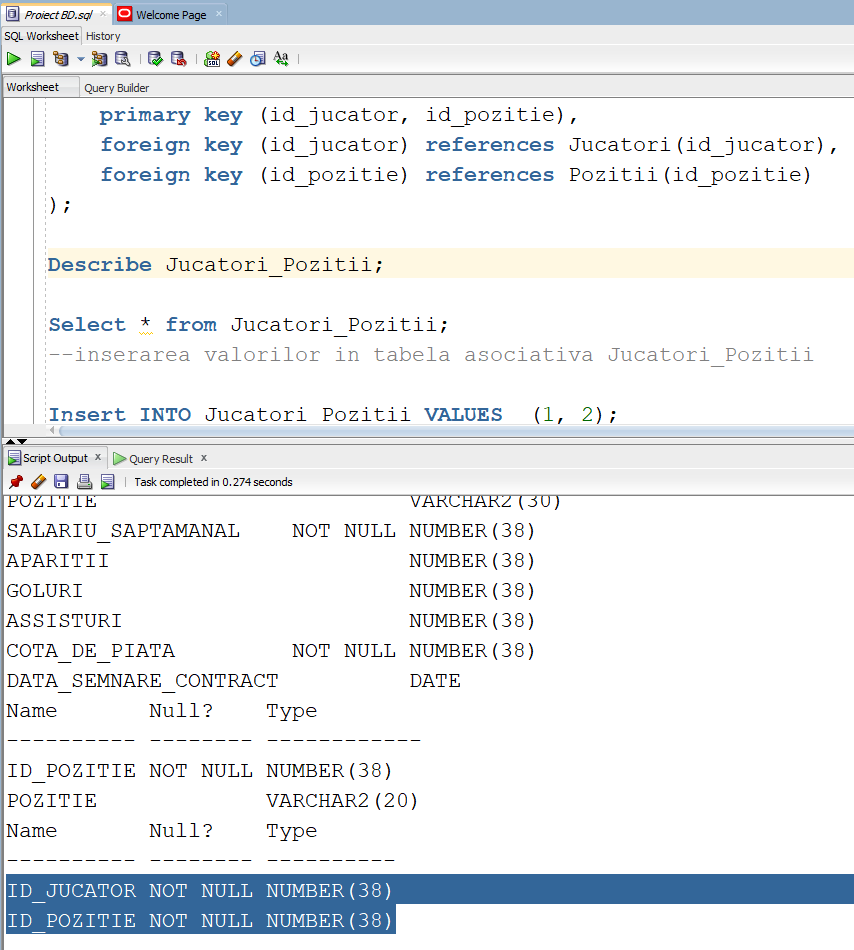 Proiect BD.sql × Welcome Page ×
SQL Worksheet History
Worksheet Query Builder
primary key (id_jucator, id_pozitie),
foreign key (id_jucator) references Jucatori(id_jucator),
foreign key (id_pozitie) references Pozitii(id_pozitie)
);
Describe Jucatori_Pozitii;
Select * from Jucatori_Pozitii;
--inserarea valorilor in tabela asociativa Jucatori_Pozitii
Insert INTO Jucatori_Pozitii VALUES (1, 2);
Script Output × Query Result ×
Task completed in 0.274 seconds
POZITIE VARCHAR2(30)
SALARIU_SAPTAMANAL NOT NULL NUMBER(38)
APARITII NUMBER(38)
GOLURI NUMBER(38)
ASSISTURI NUMBER(38)
COTA_DE_PIATA NOT NULL NUMBER(38)
DATA_SEMNARE_CONTRACT DATE
Name Null? Type
---------- -------- ------------
ID_POZITIE NOT NULL NUMBER(38)
POZITIE VARCHAR2(20)
Name Null? Type
---------- -------- ----------
ID_JUCATOR NOT NULL NUMBER(38)
ID_POZITIE NOT NULL NUMBER(38)